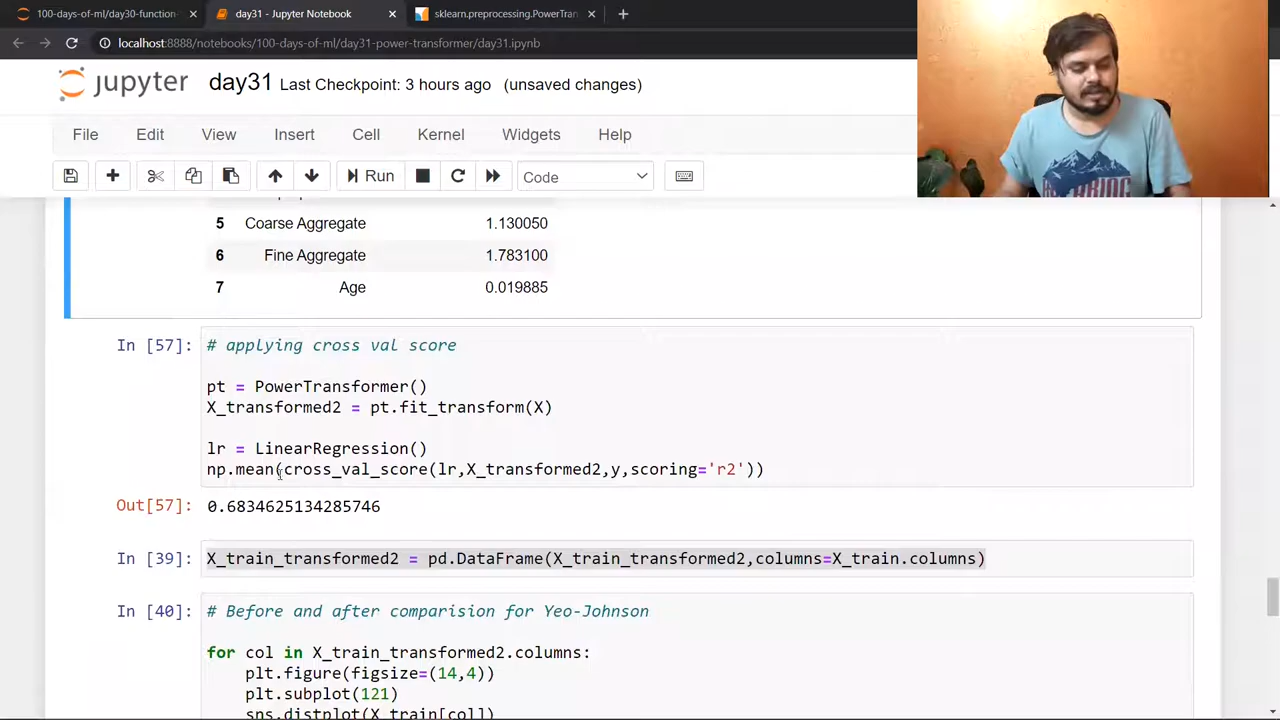 100-days-of-ml/day30-function-
day31 - Jupyter Notebook
sklearn.preprocessing.PowerTran
localhost:8888/notebooks/100-days-of-ml/day31-power-transformer/day31.ipynb
jupyter day31 Last Checkpoint: 3 hours ago (unsaved changes)
File Edit View Insert Cell Kernel Widgets Help
Run Code
5 Coarse Aggregate 1.130050
6 Fine Aggregate 1.783100
7 Age 0.019885
In [57]: # applying cross val score
pt = PowerTransformer()
X_transformed2 = pt.fit_transform(X)
lr = LinearRegression()
np.mean(cross_val_score(lr,X_transformed2,y,scoring='r2'))
Out[57]: 0.6834625134285746
In [39]: X_train_transformed2 = pd.DataFrame(X_train_transformed2,columns=X_train.columns)
In [40]: # Before and after comparision for Yeo-Johnson
for col in X_train_transformed2.columns:
plt.figure(figsize=(14,4))
plt.subplot(121)
sns.distplot(X_train[col])